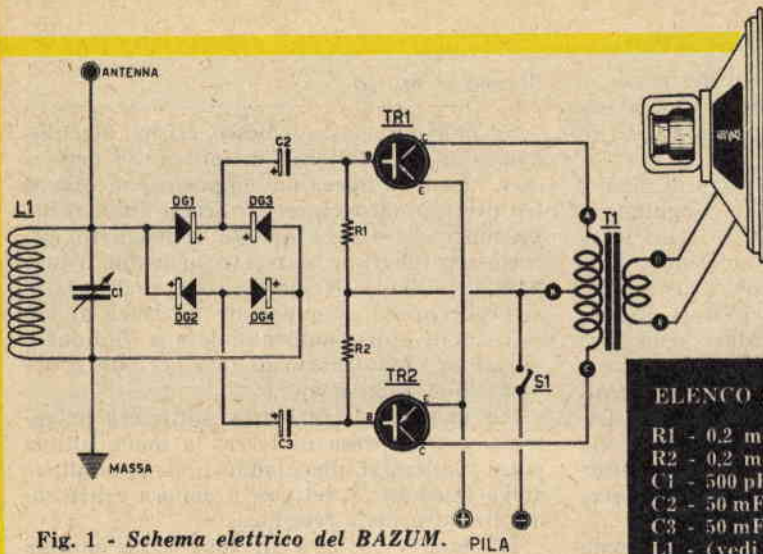 ANTENNA
L1
C1
DG1
DG3
DG2
DG4
C2
C3
R1
R2
TR1
B
C
E
TR2
B
E
C
T1
S1
MASSA
PILA
ELENCO
R1 - 0,2 m
R2 - 0,2 m
C1 - 500 pF
C2 - 50 mF
C3 - 50 mF
L1 - (vedi
Fig. 1 - Schema elettrico del BAZUM.